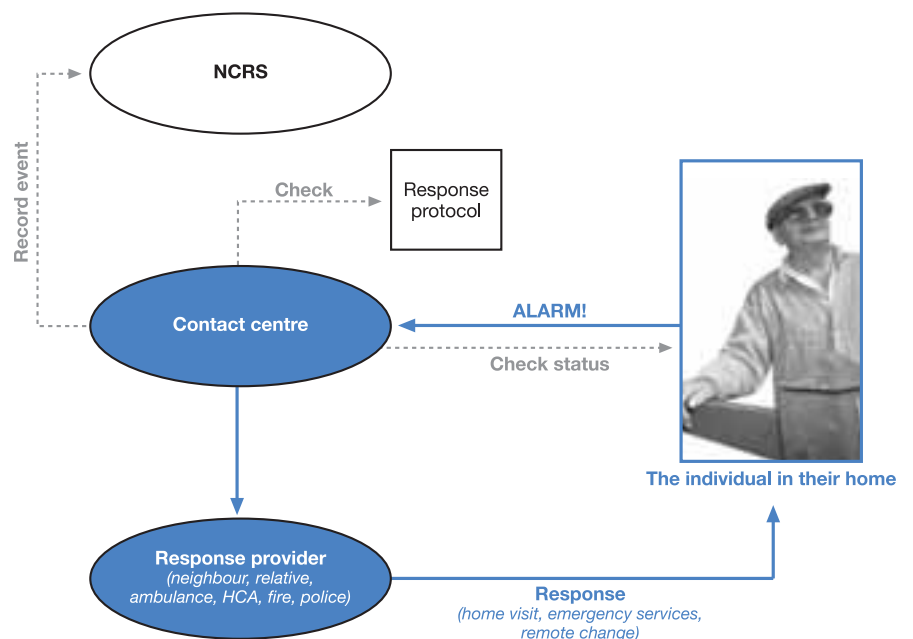 NCRS
Record event
Check
Response
protocol
Contact centre
ALARM!
Check status
The individual in their home
Response provider
(neighbour, relative,
ambulance, HCA, fire, police)
Response
(home visit, emergency services,
remote change)